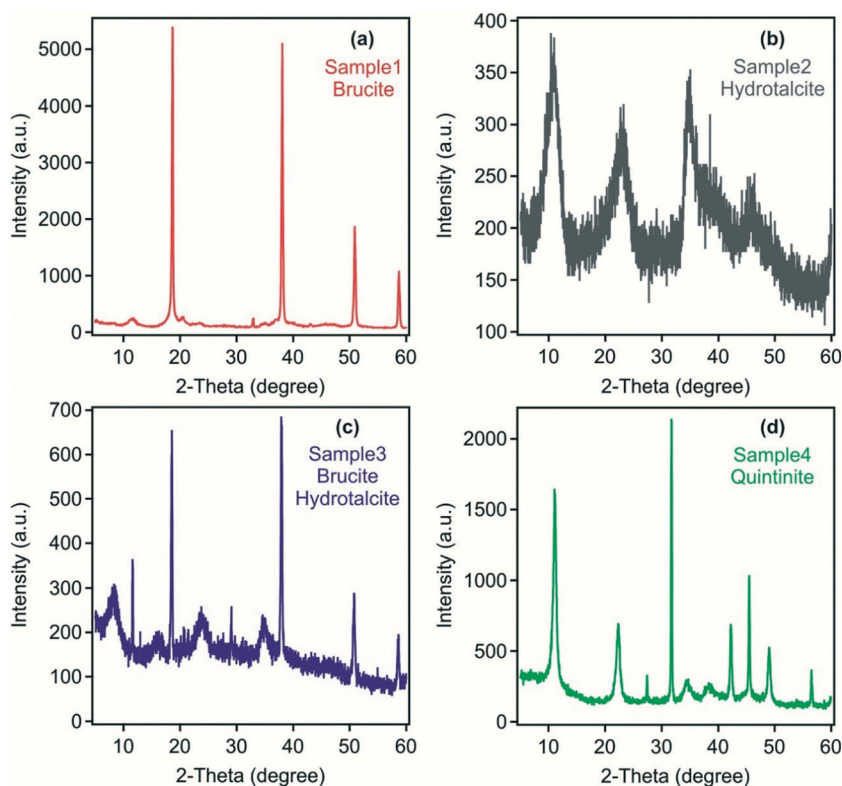 (a)
Sample1
Brucite
5000
4000
3000
2000
1000
0
Intensity (a.u.)
10 20 30 40 50 60
2-Theta (degree)
(b)
Sample2
Hydrotalcite
400
350
300
250
200
150
100
Intensity (a.u.)
10 20 30 40 50 60
2-Theta (degree)
(c)
Sample3
Brucite
Hydrotalcite
700
600
500
400
300
200
100
0
Intensity (a.u.)
10 20 30 40 50 60
2-Theta (degree)
(d)
Sample4
Quintinite
2000
1500
1000
500
0
Intensity (a.u.)
10 20 30 40 50 60
2-Theta (degree)